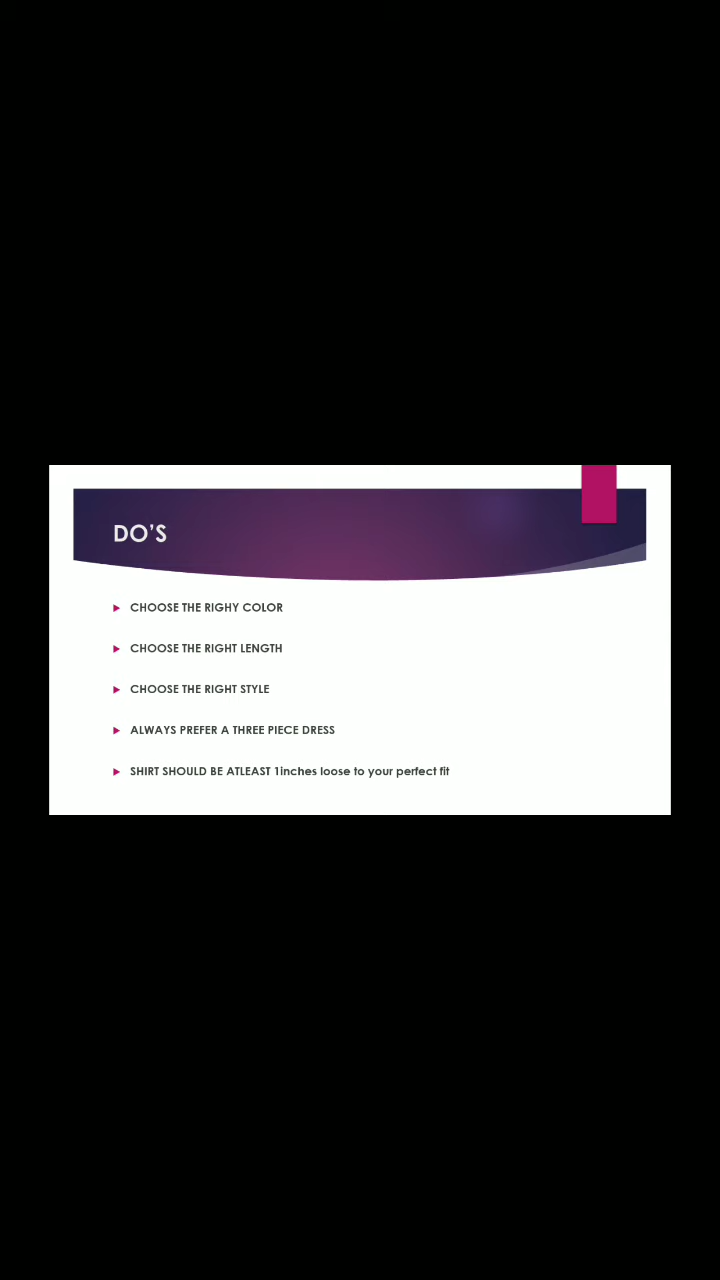 DO'S
CHOOSE THE RIGHY COLOR
CHOOSE THE RIGHT LENGTH
CHOOSE THE RIGHT STYLE
ALWAYS PREFER A THREE PIECE DRESS
SHIRT SHOULD BE ATLEAST 1inches loose to your perfect fit